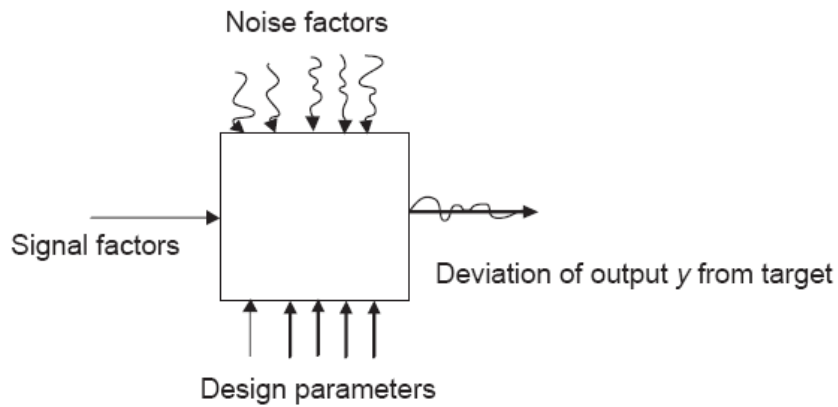 Noise factors
Signal factors
Deviation of output y from target
Design parameters